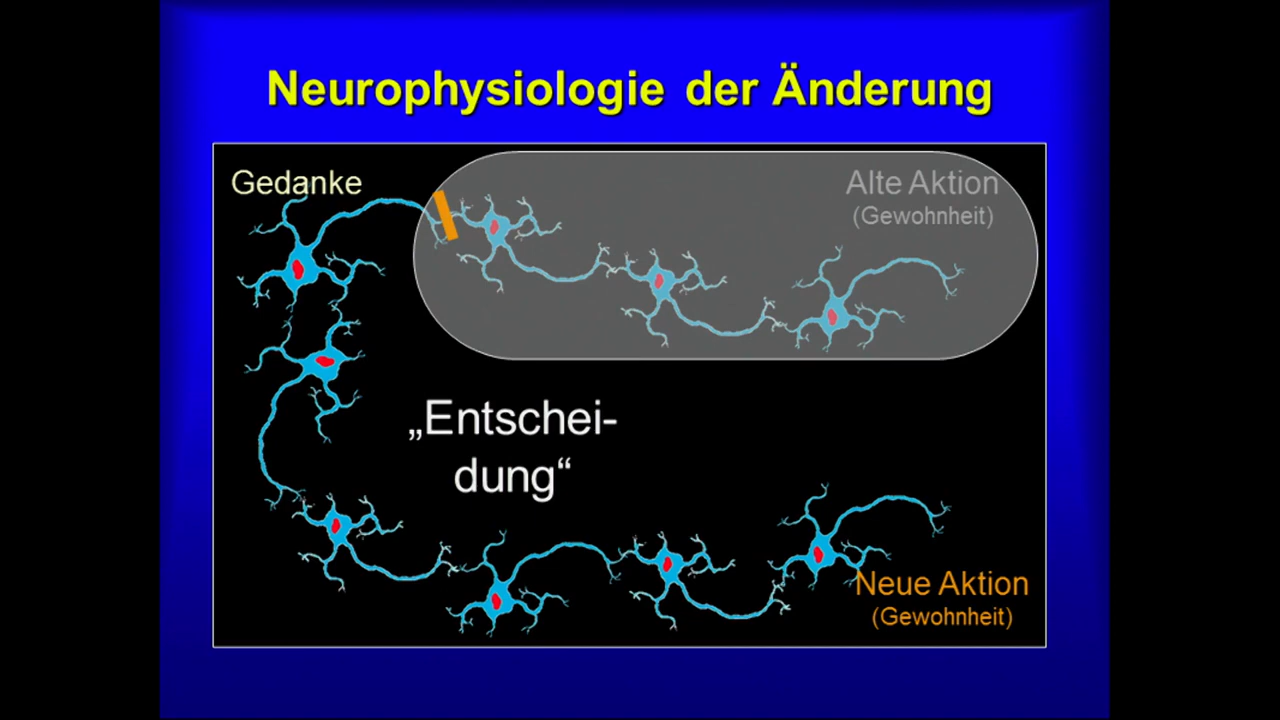 Neurophysiologie der Änderung
Gedanke
Alte Aktion
(Gewohnheit)
„Entschei-
dung“
Neue Aktion
(Gewohnheit)